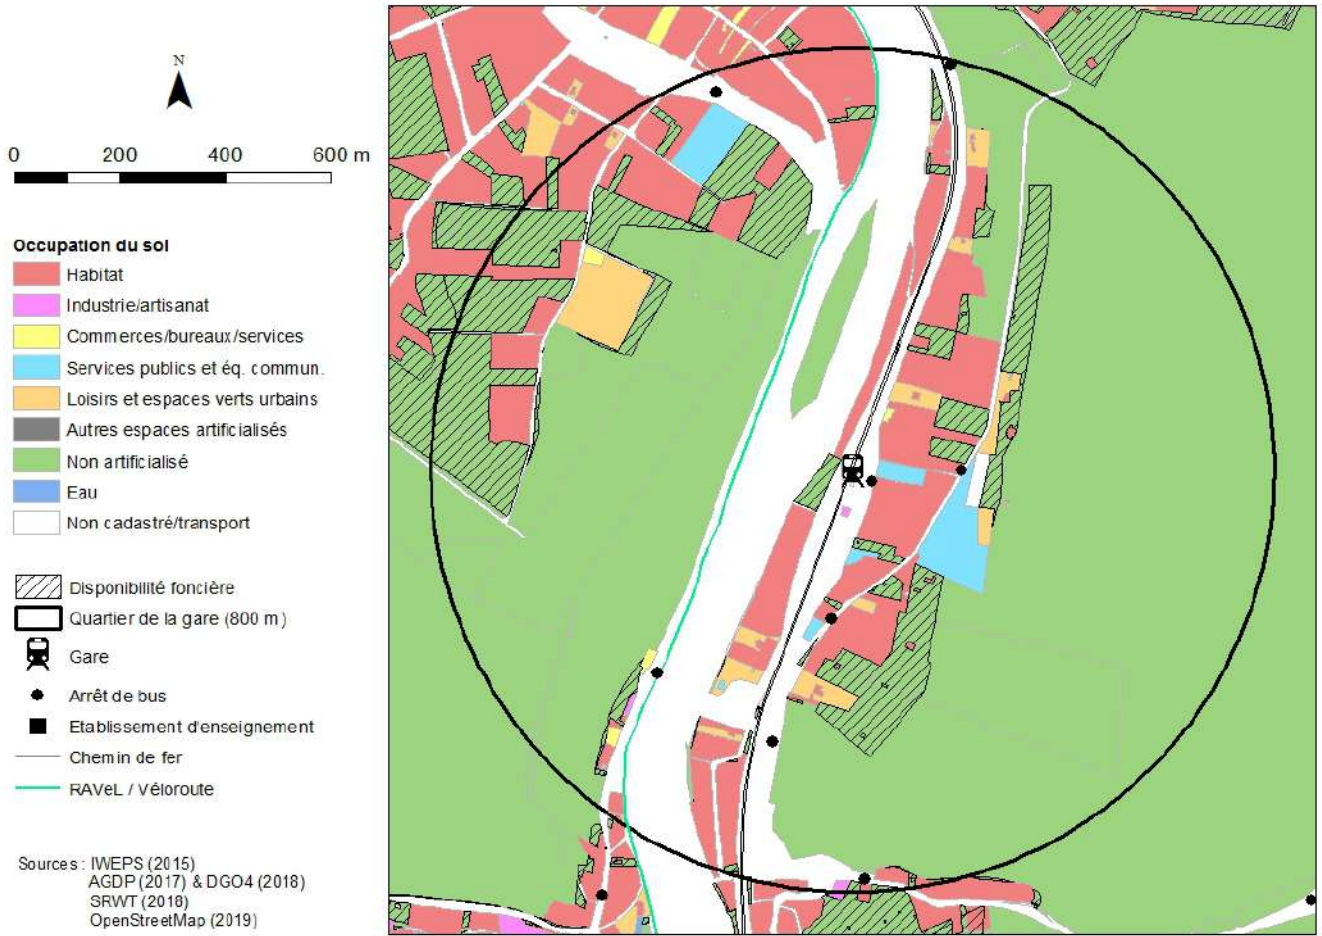 N
0 200 400 600 m
Occupation du sol
Habitat
Industrie/artisanat
Commerces/bureaux/services
Services publics et éq. commun.
Loisirs et espaces verts urbains
Autres espaces artificialisés
Non artificialisé
Eau
Non cadastré/transport
Disponibilité foncière
Quartier de la gare (800 m)
Gare
Arrêt de bus
Etablissement d'enseignement
Chemin de fer
RAVeL / Véloroute
Sources : IWEPS (2015)
AGDP (2017) & DGO4 (2018)
SRWT (2018)
OpenStreetMap (2019)